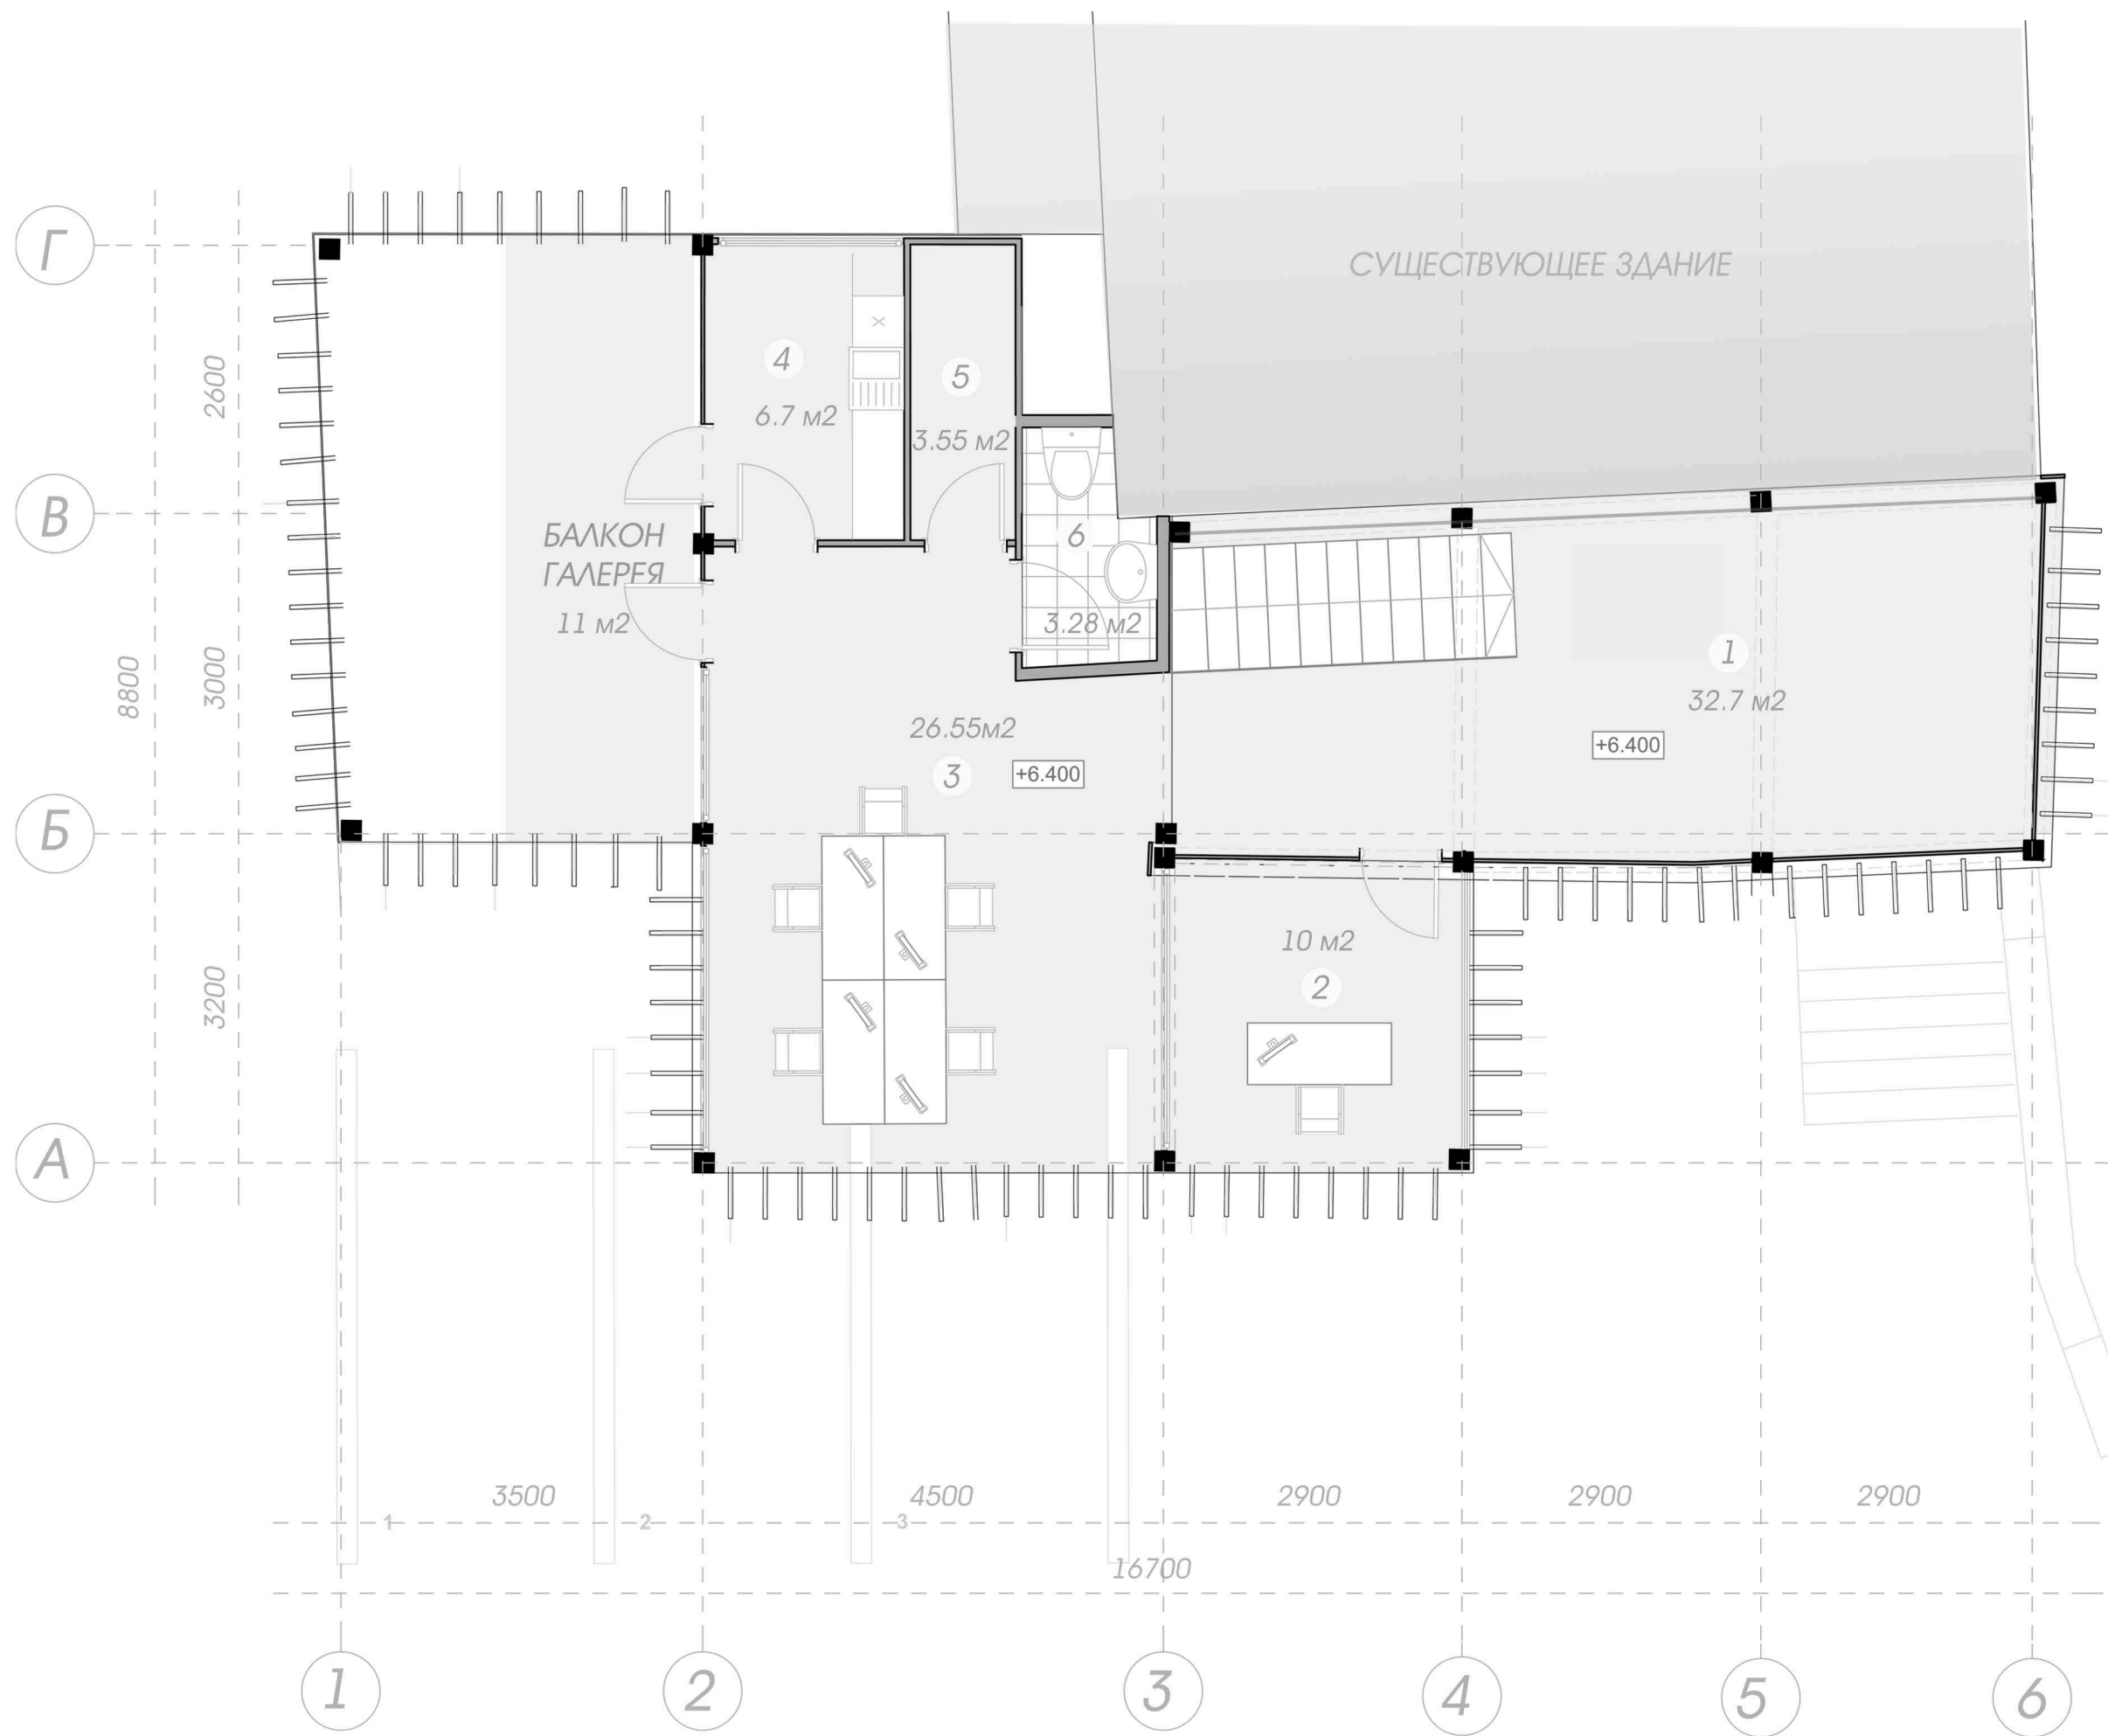 СУЩЕСТВУЮЩЕЕ ЗДАНИЕ
Г
2600
4
6.7 м2
5
3.55 м2
В
БАЛКОН
ГАЛЕРЕЯ
11 м2
6
3.28 м2
1
32.7 м2
+6.400
8800
3000
26.55м2
3
+6.400
Б
3200
10 м2
2
А
3500
4500
2900
2900
2900
1
2
3
16700
1
2
3
4
5
6